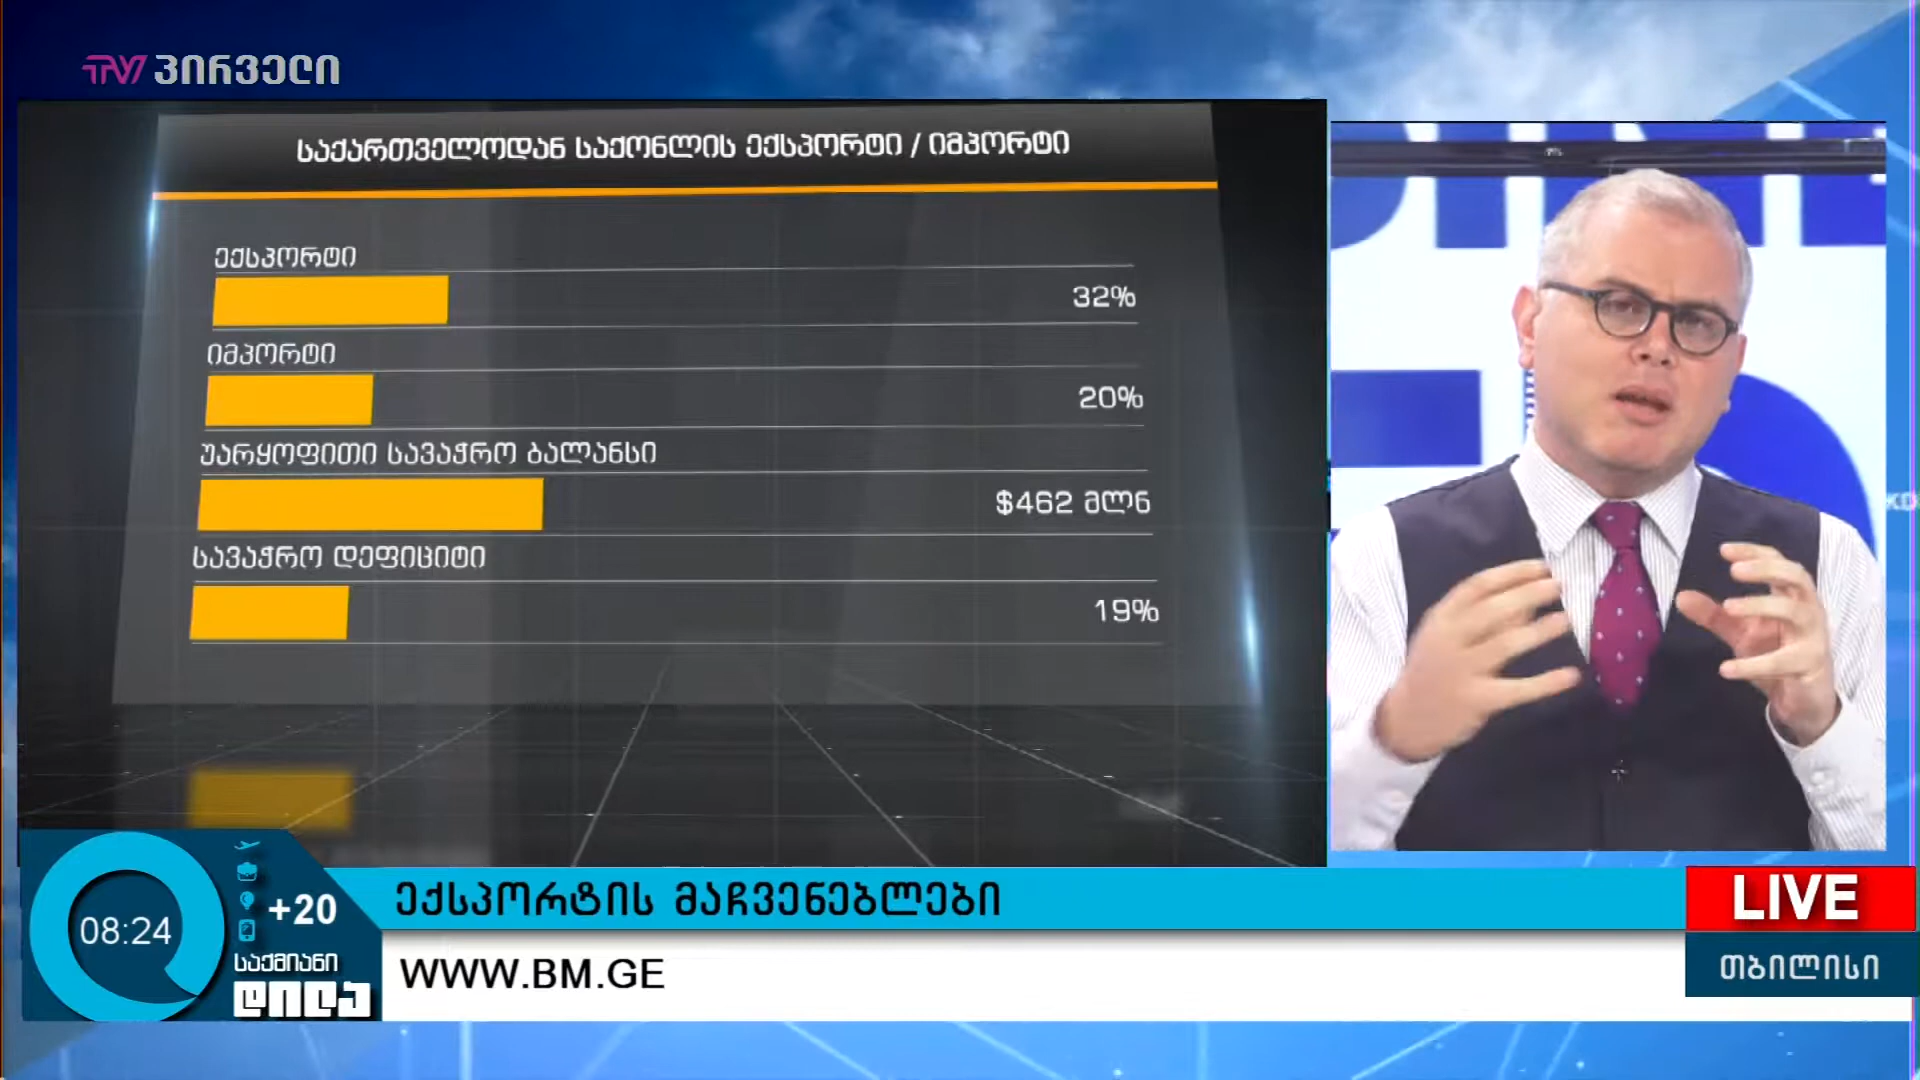 TV პირველი
საქართველოდან საქონლის ექსპორტი / იმპორტი
ექსპორტი
32%
იმპორტი
20%
უარყოფითი სავაჭრო ბალანსი
$462 მლნ
სავაჭრო დეფიციტი
19%
08:24
+20
საქმიანი
დილა
ექსპორტის მაჩვენებლები
WWW.BM.GE
LIVE
თბილისი